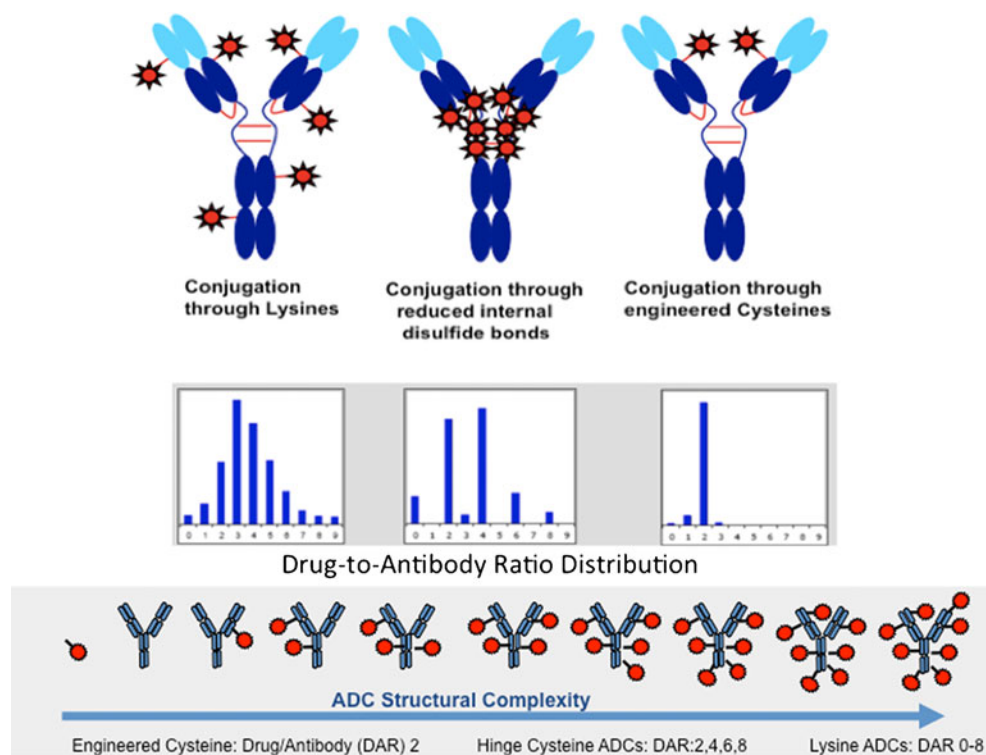 Conjugation
through Lysines
Conjugation through
reduced internal
disulfide bonds
Conjugation through
engineered Cysteines
0 1 2 3 4 5 6 7 8 9
0 1 2 3 4 5 6 7 8 9
0 1 2 3 4 5 6 7 8 9
Drug-to-Antibody Ratio Distribution
ADC Structural Complexity
Engineered Cysteine: Drug/Antibody (DAR) 2
Hinge Cysteine ADCs: DAR:2,4,6,8
Lysine ADCs: DAR 0-8